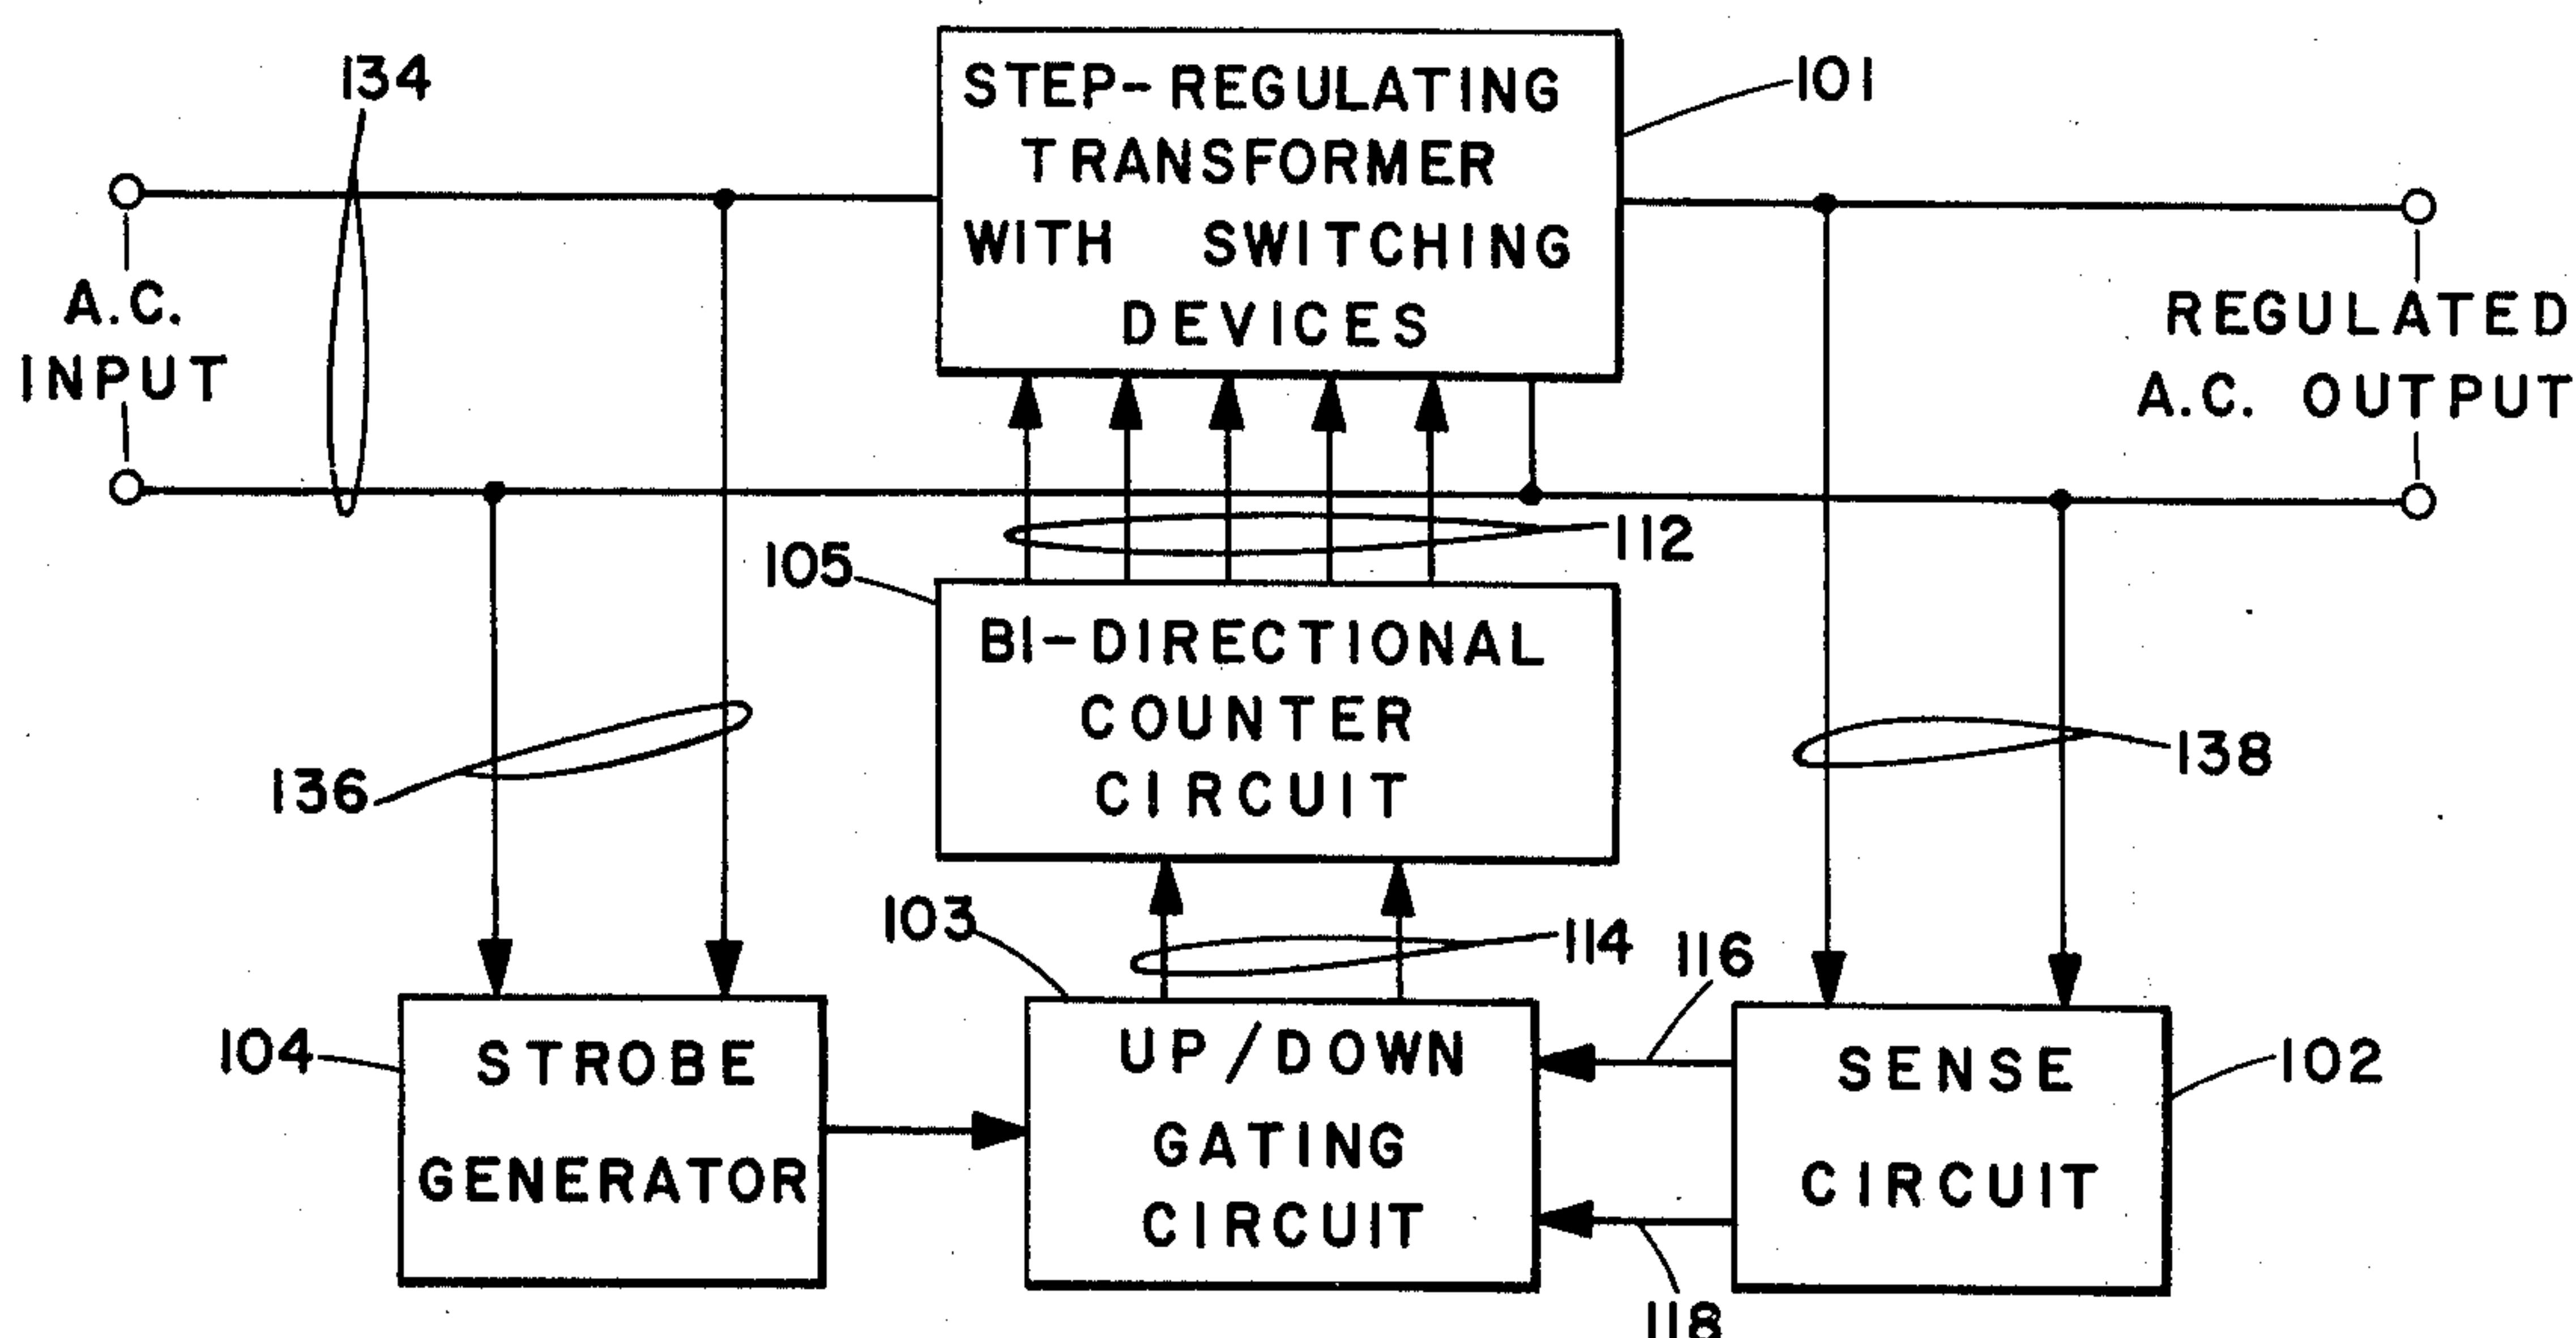 134
STEP-REGULATING
TRANSFORMER
WITH SWITCHING
DEVICES
101
A.C.
INPUT
REGULATED
A.C. OUTPUT
112
105
BI-DIRECTIONAL
COUNTER
CIRCUIT
136
138
103
114
116
104
STROBE
GENERATOR
UP/DOWN
GATING
CIRCUIT
SENSE
CIRCUIT
102
118